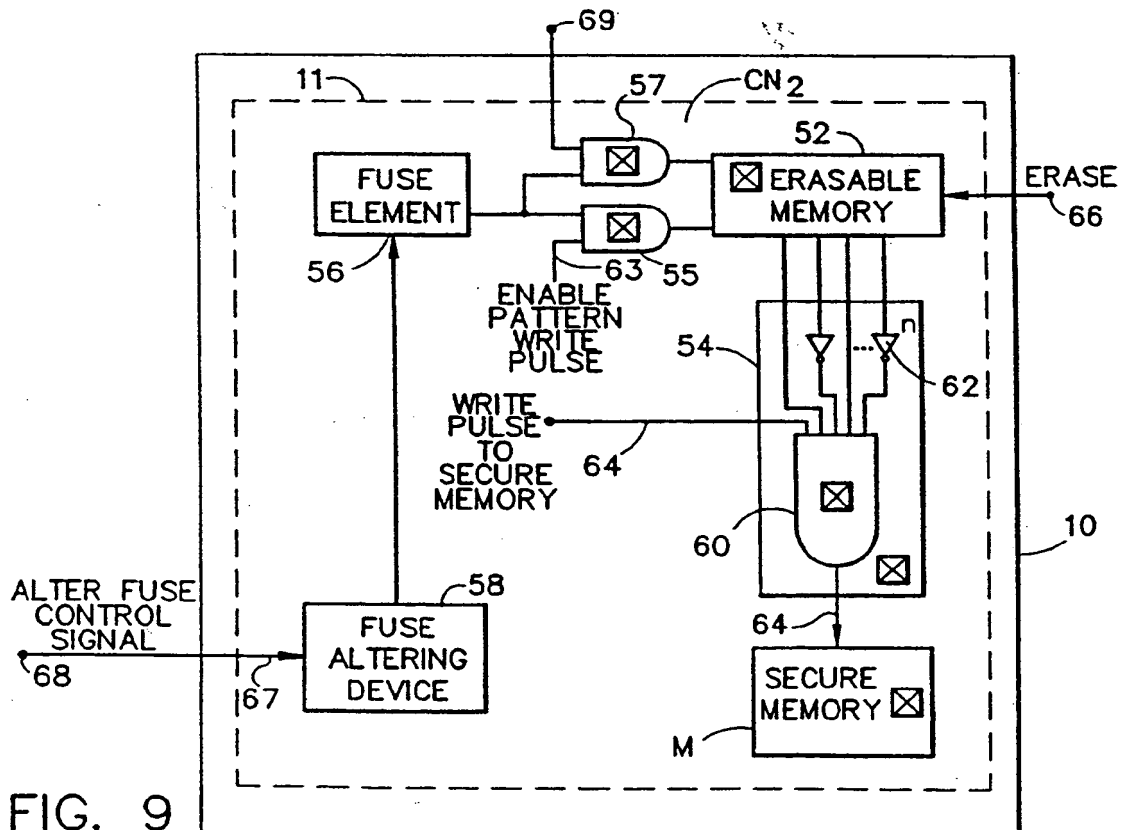 69
11
57
CN2
52
FUSE
ELEMENT
ERASABLE
MEMORY
ERASE
66
56
63
55
ENABLE
PATTERN
WRITE
PULSE
54
n
...
62
WRITE
PULSE
TO
SECURE
MEMORY
64
60
10
ALTER FUSE
CONTROL
SIGNAL
68
67
58
FUSE
ALTERING
DEVICE
64
SECURE
MEMORY
M
FIG. 9